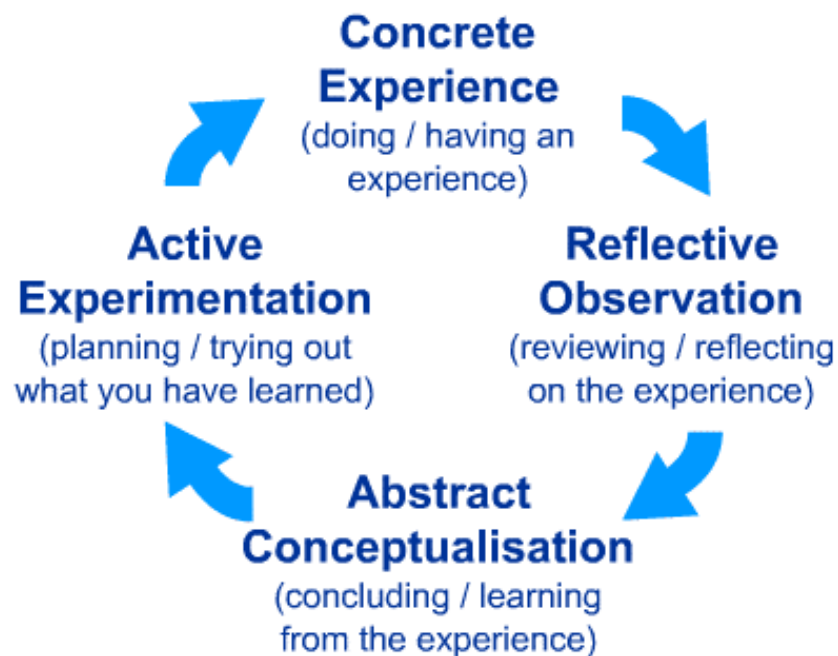 Concrete
Experience
(doing / having an
experience)
Active
Experimentation
(planning / trying out
what you have learned)
Reflective
Observation
(reviewing / reflecting
on the experience)
Abstract
Conceptualisation
(concluding / learning
from the experience)